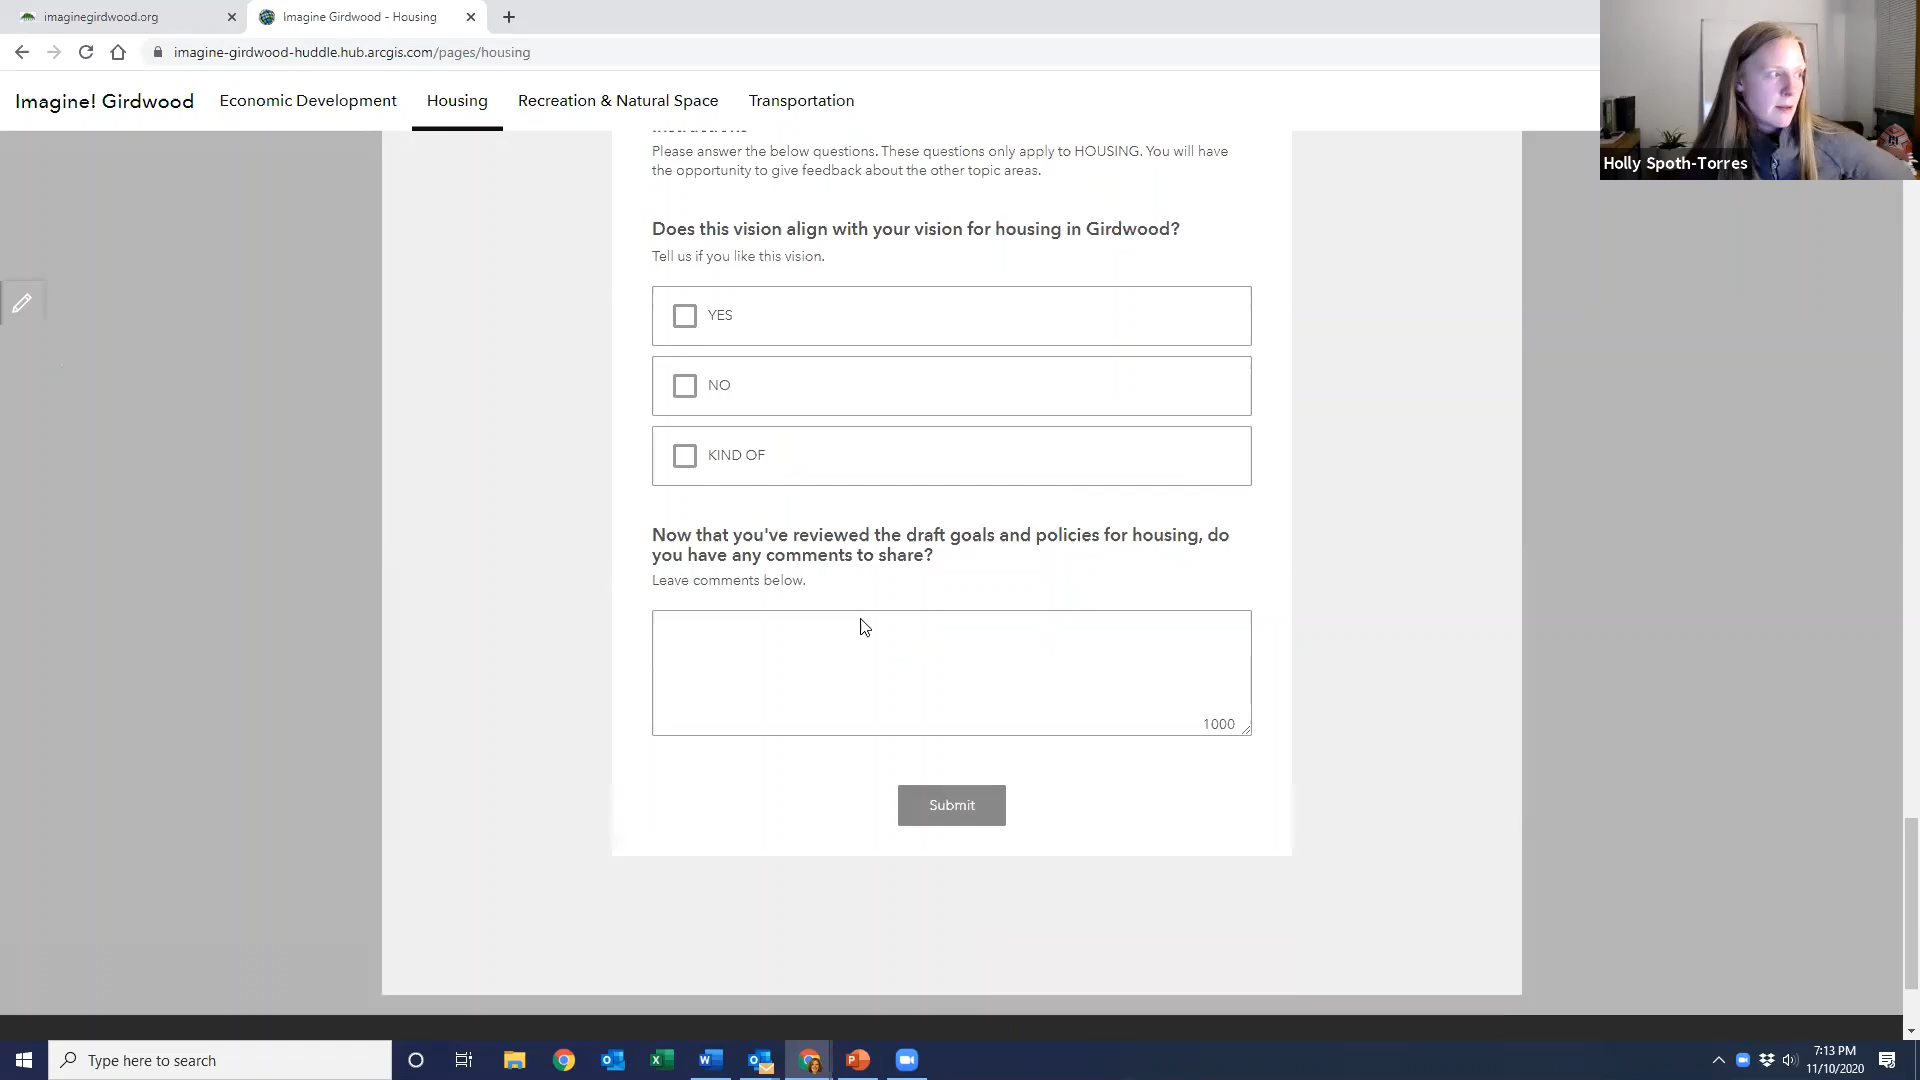 imaginegirdwood.org
Imagine Girdwood - Housing
imagine-girdwood-huddle.hub.arcgis.com/pages/housing
Imagine! Girdwood
Economic Development
Housing
Recreation & Natural Space
Transportation
Holly Spoth-Torres
Please answer the below questions. These questions only apply to HOUSING. You will have
the opportunity to give feedback about the other topic areas.
Does this vision align with your vision for housing in Girdwood?
Tell us if you like this vision.
YES
NO
KIND OF
Now that you've reviewed the draft goals and policies for housing, do
you have any comments to share?
Leave comments below.
1000
Submit
Type here to search
7:13 PM
11/10/2020